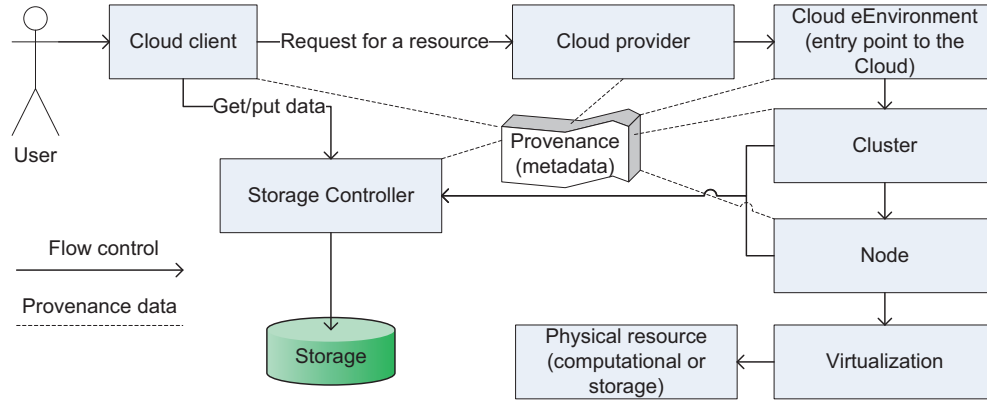 Cloud client
Request for a resource
Cloud provider
Cloud eEnvironment
(entry point to the
Cloud)
Get/put data
User
Provenance
(metadata)
Cluster
Storage Controller
Flow control
Node
Provenance data
Storage
Physical resource
(computational or
storage)
Virtualization